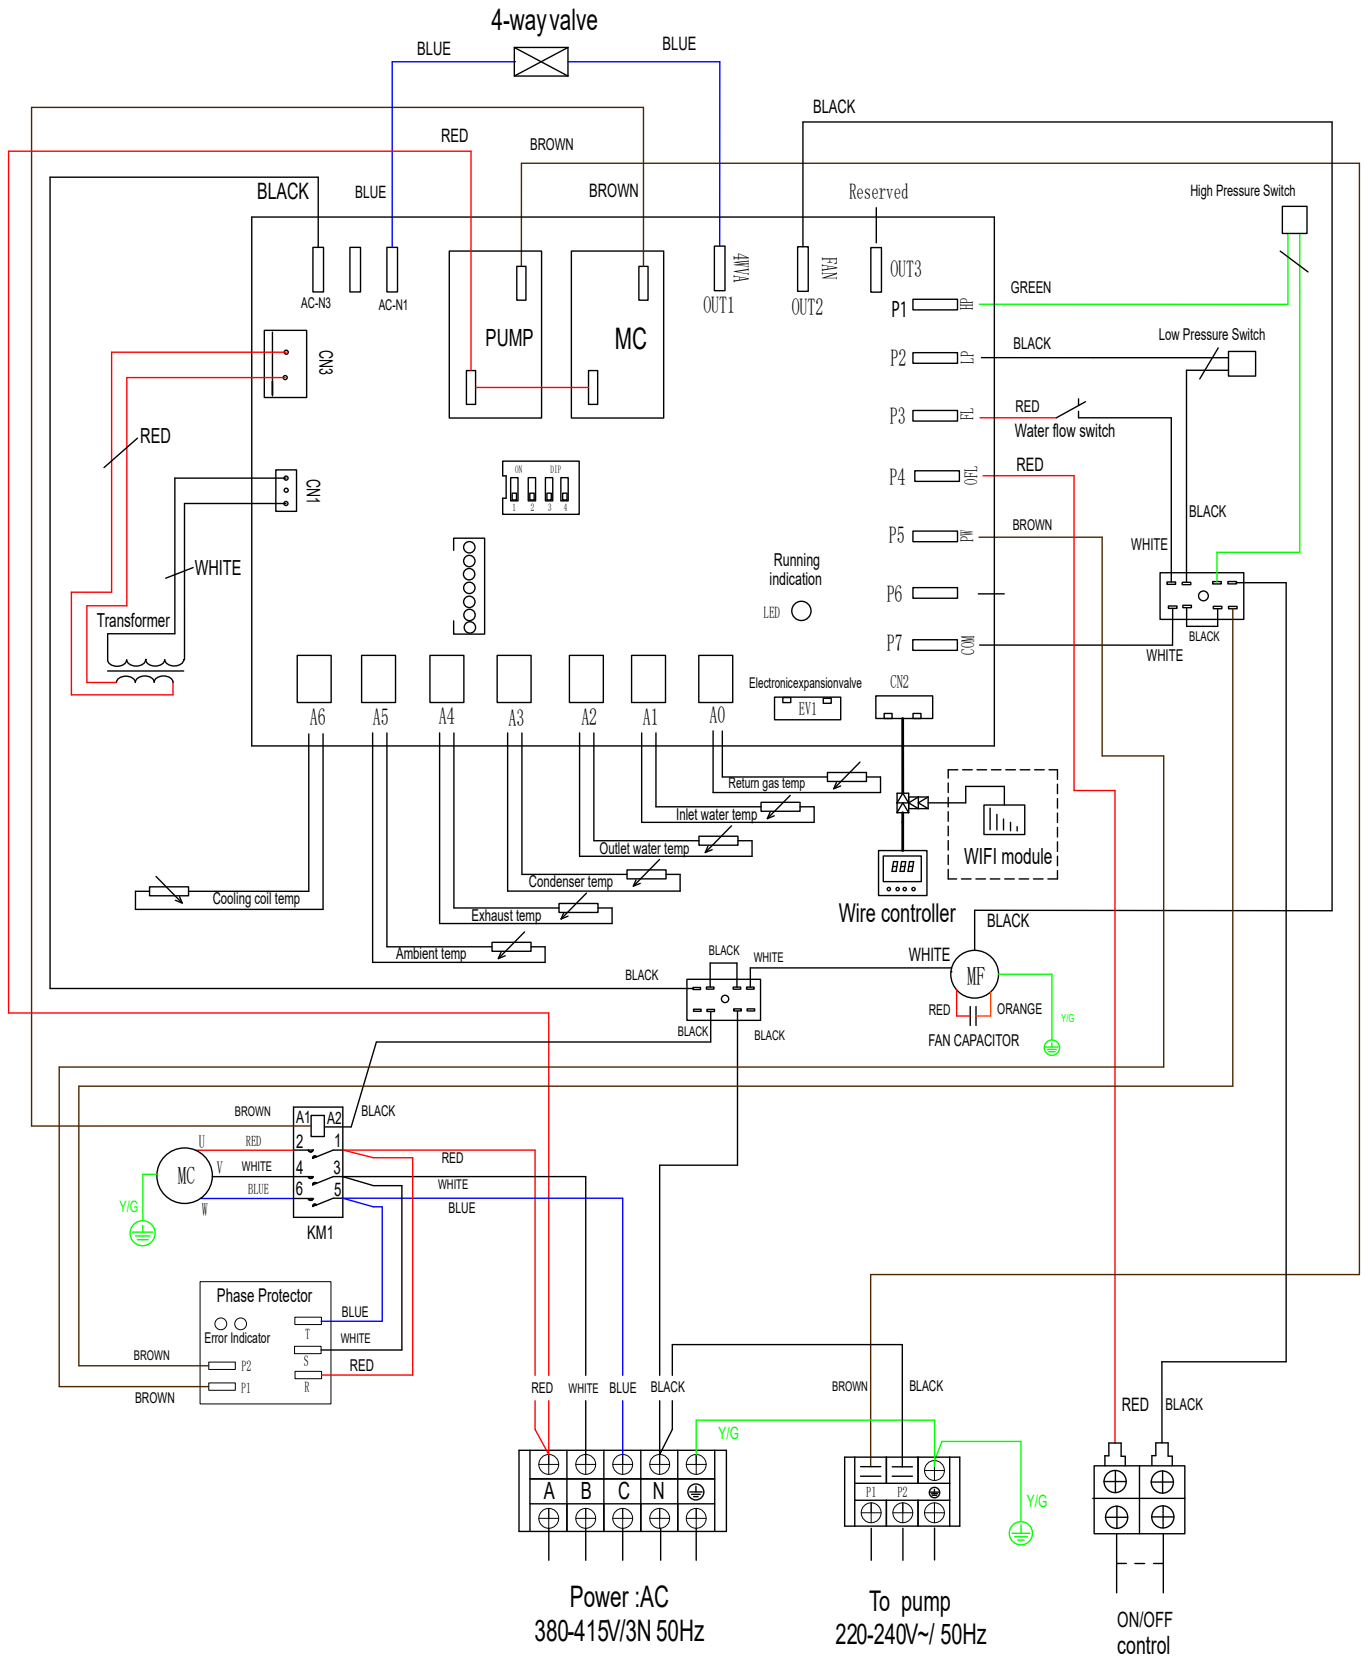 4-way valve
BLUE
BLUE
BLACK
RED
BROWN
BLACK
BLUE
BROWN
Reserved
High Pressure Switch
AC-N3
AC-N1
PUMP
MC
4WVA
OUT1
FAN
OUT2
OUT3
P1
HP
GREEN
Low Pressure Switch
P2
LP
BLACK
CN3
P3
FL
RED
Water flow switch
RED
P4
OFL
RED
CN1
ON DIP
1 2 3 4
BLACK
P5
PW
BROWN
WHITE
WHITE
Running
indication
LED
P6
Transformer
P7
COM
BLACK
WHITE
Electronicexpansionvalve
EV1
CN2
A6
A5
A4
A3
A2
A1
A0
Return gas temp
Inlet water temp
Outlet water temp
Condenser temp
Cooling coil temp
Exhaust temp
Ambient temp
WIFI module
888
Wire controller
BLACK
BLACK
WHITE
WHITE
BLACK
MF
RED
ORANGE
FAN CAPACITOR
Y/G
BLACK
BLACK
BROWN
A1 A2
BLACK
U
RED
2 1
RED
MC
V
WHITE
4 3
WHITE
BLUE
6 5
BLUE
W
Y/G
KM1
Phase Protector
Error Indicator
T
BLUE
S
WHITE
R
RED
BROWN
P2
BROWN
P1
RED
WHITE
BLUE
BLACK
BROWN
BLACK
RED
BLACK
Y/G
A B C N
P1 P2
Y/G
Power :AC
380-415V/3N 50Hz
To pump
220-240V~/ 50Hz
ON/OFF
control